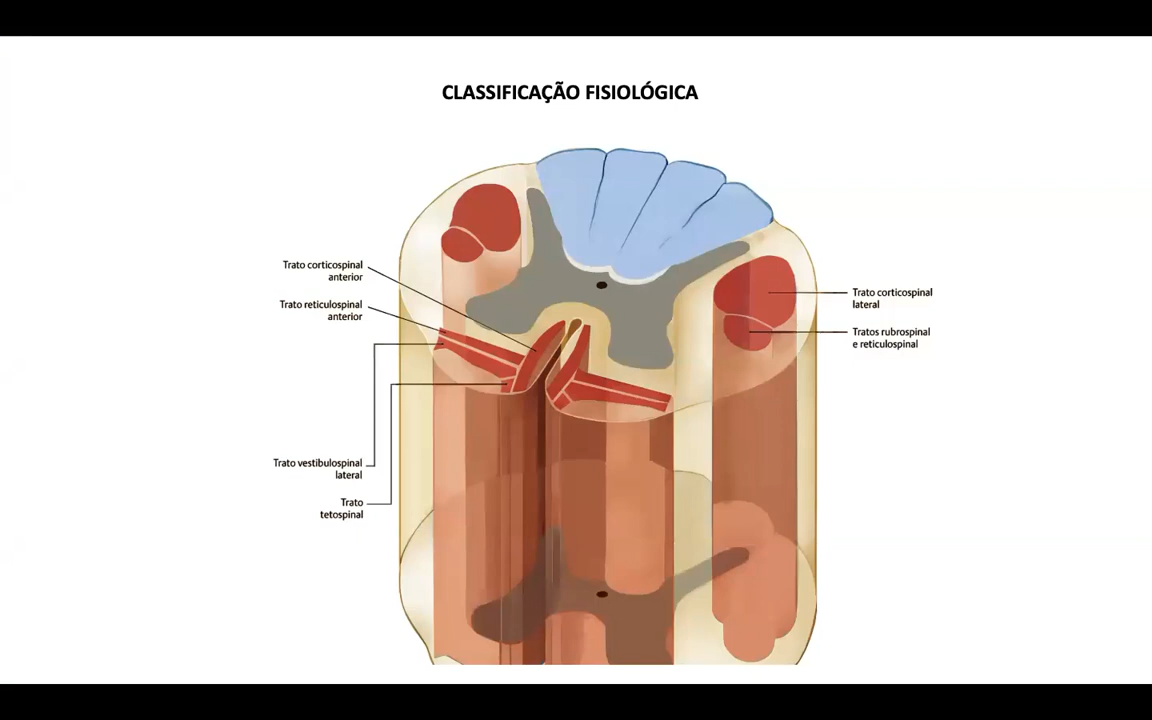 CLASSIFICAÇÃO FISIOLÓGICA
Trato corticospinal
anterior
Trato reticulospinal
anterior
Trato vestibulospinal
lateral
Trato
tetospinal
Trato corticospinal
lateral
Tratos rubrospinal
e reticulospinal